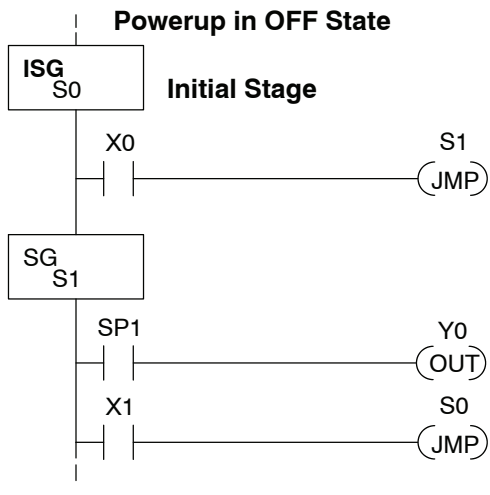 Powerup in OFF State
ISG
S0
Initial Stage
X0
S1
JMP
SG
S1
SP1
Y0
OUT
X1
S0
JMP